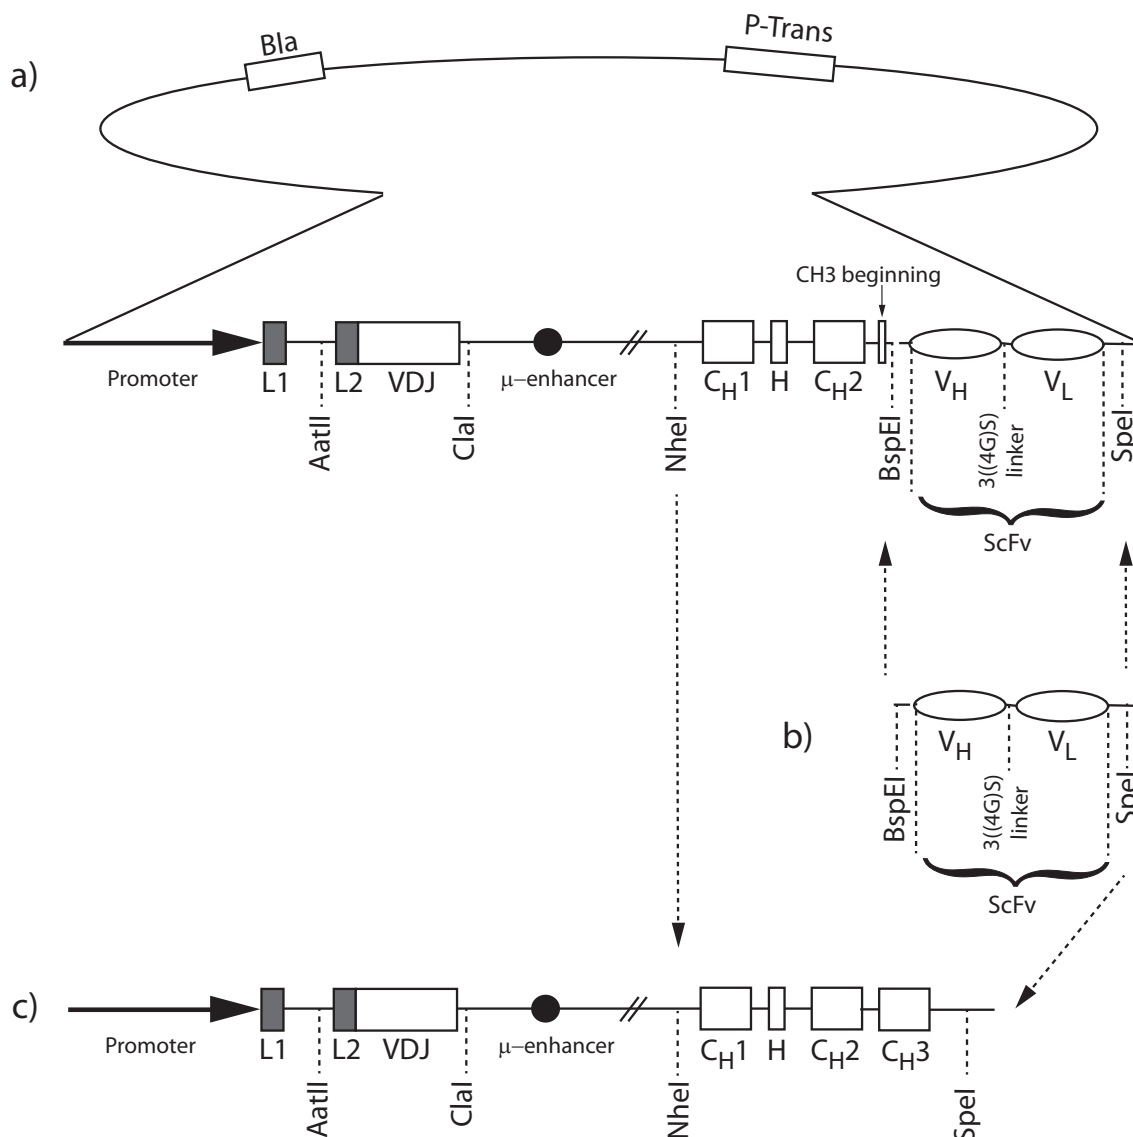 a)
Bla
P-Trans
CH3 beginning
Promoter
L1
L2
VDJ
μ−enhancer
CH1
H
CH2
VH
VL
AatII
ClaI
NheI
BspEI
3((4G)S)
linker
SpeI
ScFv
b)
VH
VL
BspEI
3((4G)S)
linker
SpeI
ScFv
c)
Promoter
L1
L2
VDJ
μ−enhancer
CH1
H
CH2
CH3
AatII
ClaI
NheI
SpeI